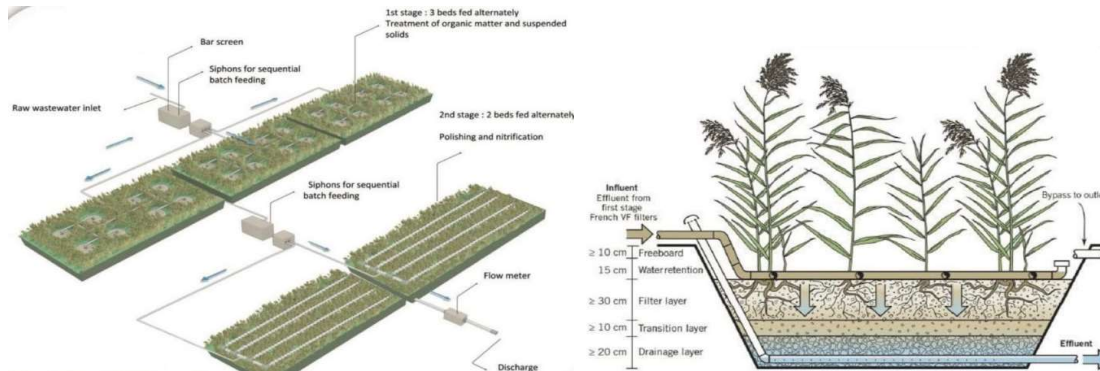 1st stage : 3 beds fed alternately
Treatment of organic matter and suspended
solids
Bar screen
Siphons for sequential
batch feeding
Raw wastewater inlet
2nd stage : 2 beds fed alternately
Polishing and nitrification
Siphons for sequential
batch feeding
Flow meter
Discharge
Influent
Effluent from
first stage
French VF filters
≥ 10 cm Freeboard
15 cm Waterretention
≥ 30 cm Filter layer
≥ 10 cm Transition layer
≥ 20 cm Drainage layer
Bypass to
Effluent